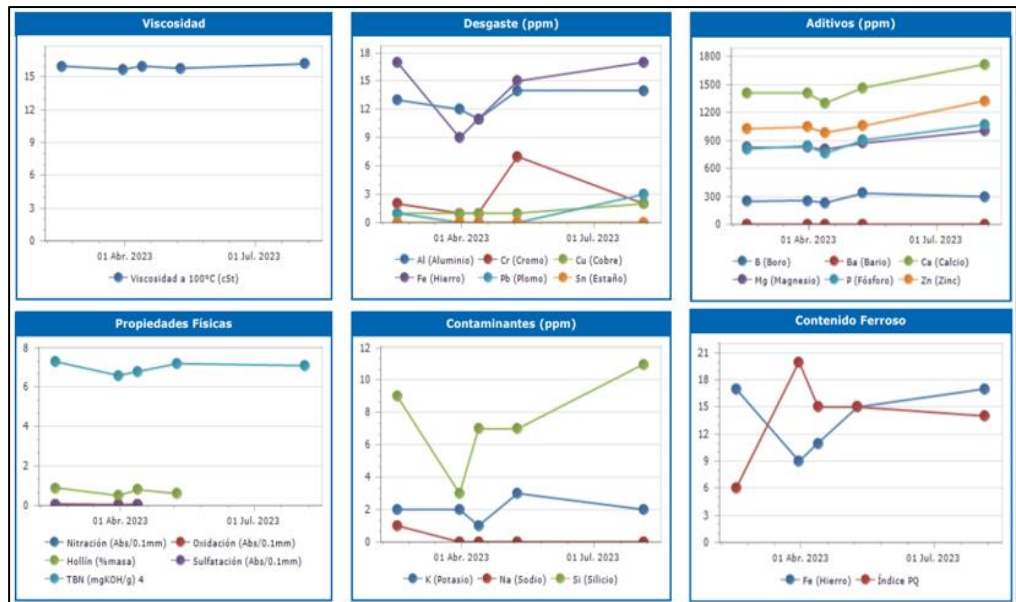 Viscosidad
15
12
9
6
3
0
01 Abr. 2023 01 Jul. 2023
Viscosidad a 100ºC (cSt)
Desgaste (ppm)
18
15
12
9
6
3
0
01 Abr. 2023 01 Jul. 2023
Al (Aluminio) Cr (Cromo) Cu (Cobre)
Fe (Hierro) Pb (Plomo) Sn (Estaño)
Aditivos (ppm)
1800
1500
1200
900
600
300
0
01 Abr. 2023 01 Jul. 2023
B (Boro) Ba (Bario) Ca (Calcio)
Mg (Magnesio) P (Fósforo) Zn (Zinc)
Propiedades Físicas
8
6
4
2
0
01 Abr. 2023 01 Jul. 2023
Nitración (Abs/0.1mm) Oxidación (Abs/0.1mm)
Hollín (%masa) Sulfatación (Abs/0.1mm)
TBN (mgKOH/g) 4
Contaminantes (ppm)
12
10
8
6
4
2
0
01 Abr. 2023 01 Jul. 2023
K (Potasio) Na (Sodio) Si (Silicio)
Contenido Ferroso
21
18
15
12
9
6
3
0
01 Abr. 2023 01 Jul. 2023
Fe (Hierro) Índice PQ